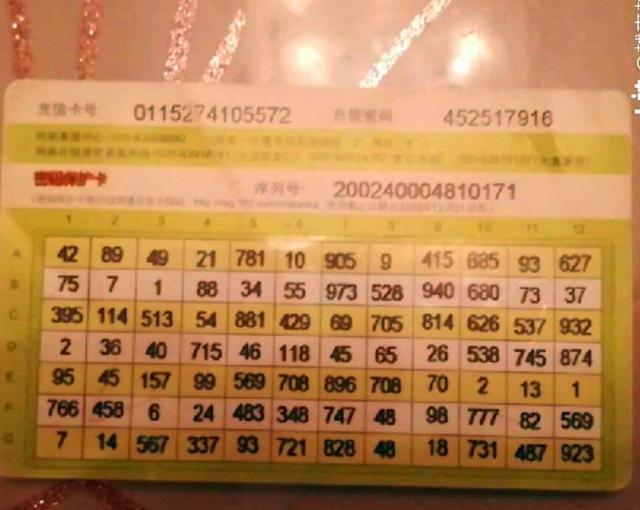 充值卡号: 0115274105572 充值密码: 452517916
密码保护卡 序列号: 200240004810171
1 2 3 4 5 6 7 8 9 10 11 12
A 42 89 49 21 781 10 905 9 415 685 93 627
B 75 7 1 88 34 55 973 528 940 680 73 37
C 395 114 513 54 881 429 69 705 814 626 537 932
D 2 36 40 715 46 118 45 65 26 538 745 874
E 95 45 157 99 569 708 896 708 70 2 13 1
F 766 458 6 24 483 348 747 48 98 777 82 569
G 7 14 567 337 93 721 828 48 18 731 487 923